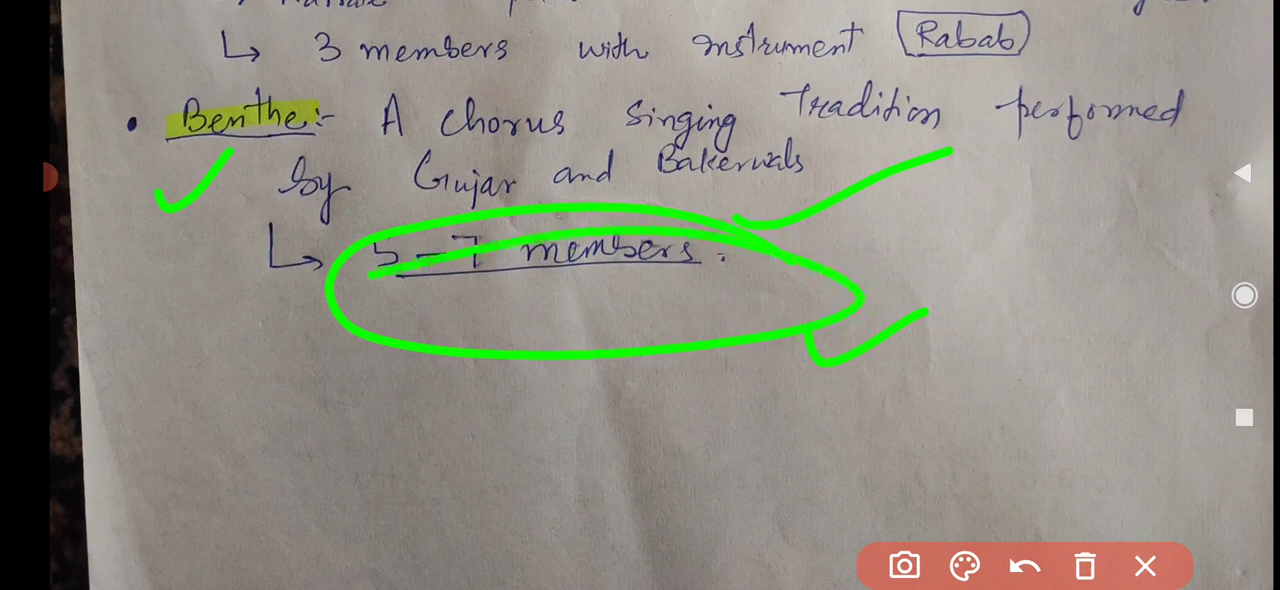 ↳ 3 members with instrument Rabab
• Benthe:- A chorus singing Tradition performed
by Gujar and Bakerwals
↳ 5-7 members.